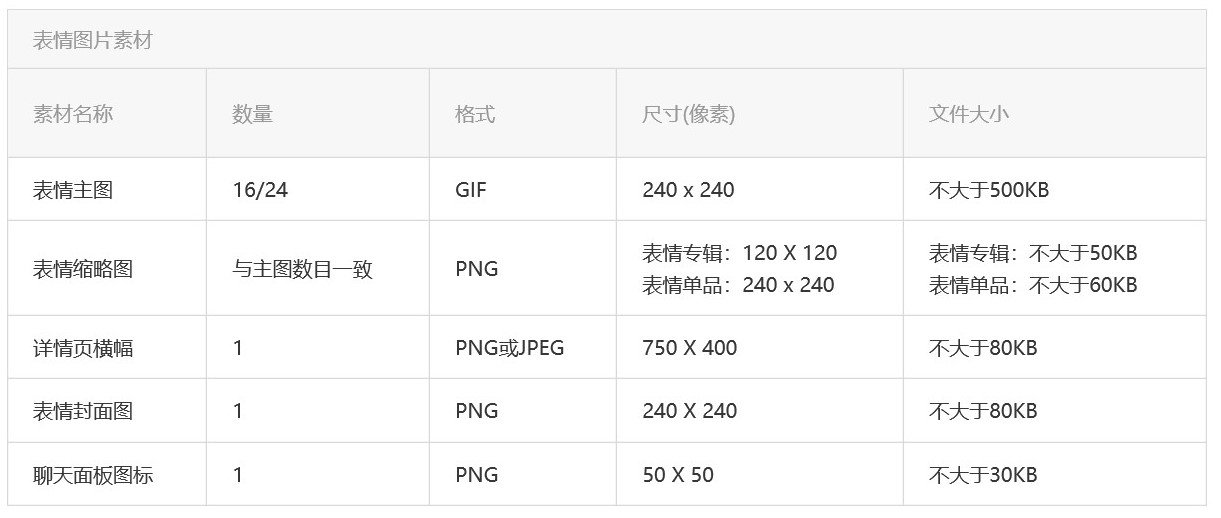 表情图片素材
素材名称 数量 格式 尺寸(像素) 文件大小
表情主图 16/24 GIF 240 x 240 不大于500KB
表情缩略图 与主图数目一致 PNG 表情专辑：120 X 120 表情专辑：不大于50KB
表情单品：240 x 240 表情单品：不大于60KB
详情页横幅 1 PNG或JPEG 750 X 400 不大于80KB
表情封面图 1 PNG 240 X 240 不大于80KB
聊天面板图标 1 PNG 50 X 50 不大于30KB